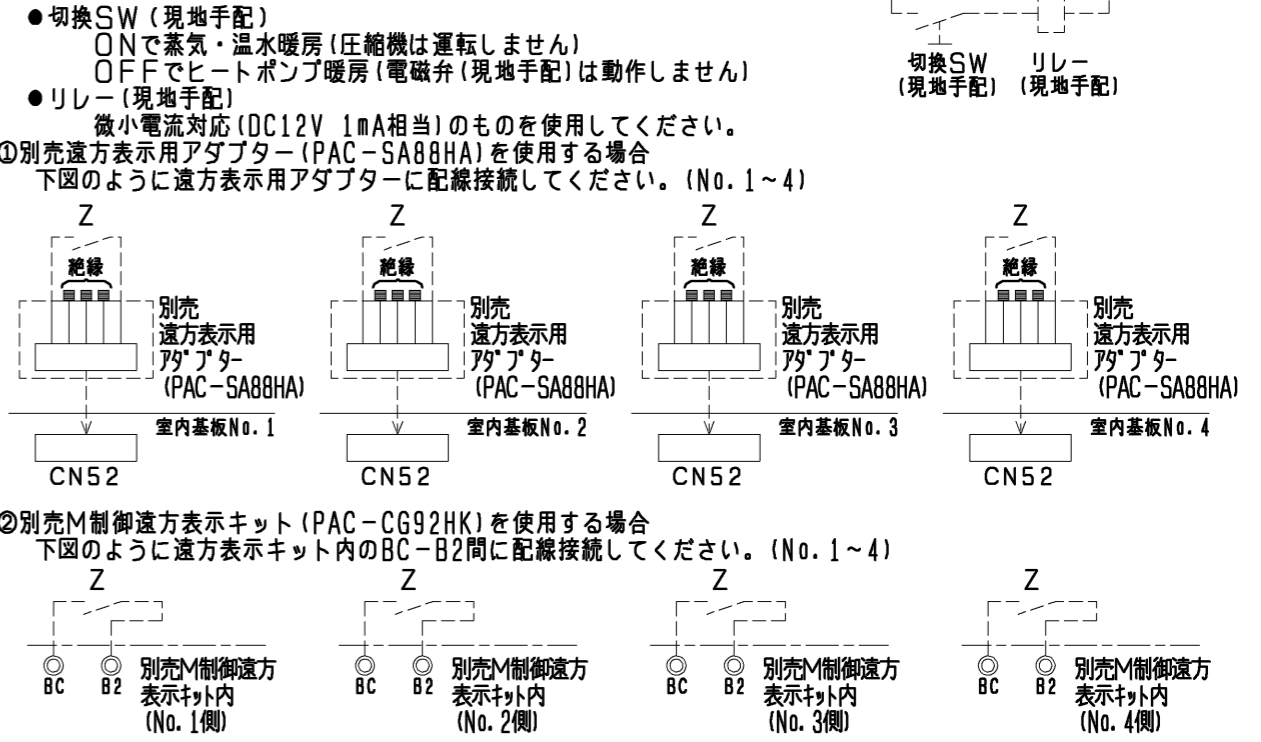 ●切換SW(現地手配)
ONで蒸気・温水暖房(圧縮機は運転しません)
OFFでヒートポンプ暖房(電磁弁(現地手配)は動作しません)
切換SW リレー
(現地手配) (現地手配)
●リレー(現地手配)
微小電流対応(DC12V 1mA相当)のものを使用してください。
①別売遠方表示用アダプター(PAC-SA88HA)を使用する場合
下図のように遠方表示用アダプターに配線接続してください。(No.1~4)
Z Z Z Z
絶縁 絶縁 絶縁 絶縁
別売 別売 別売 別売
遠方表示用 遠方表示用 遠方表示用 遠方表示用
アダプター アダプター アダプター アダプター
(PAC-SA88HA) (PAC-SA88HA) (PAC-SA88HA) (PAC-SA88HA)
室内基板No.1 室内基板No.2 室内基板No.3 室内基板No.4
CN52 CN52 CN52 CN52
②別売M制御遠方表示キット(PAC-CG92HK)を使用する場合
下図のように遠方表示キット内のBC-B2間に配線接続してください。(No.1~4)
Z Z Z Z
BC B2 別売M制御遠方 BC B2 別売M制御遠方 BC B2 別売M制御遠方 BC B2 別売M制御遠方
表示キット内 表示キット内 表示キット内 表示キット内
(No.1側) (No.2側) (No.3側) (No.4側)